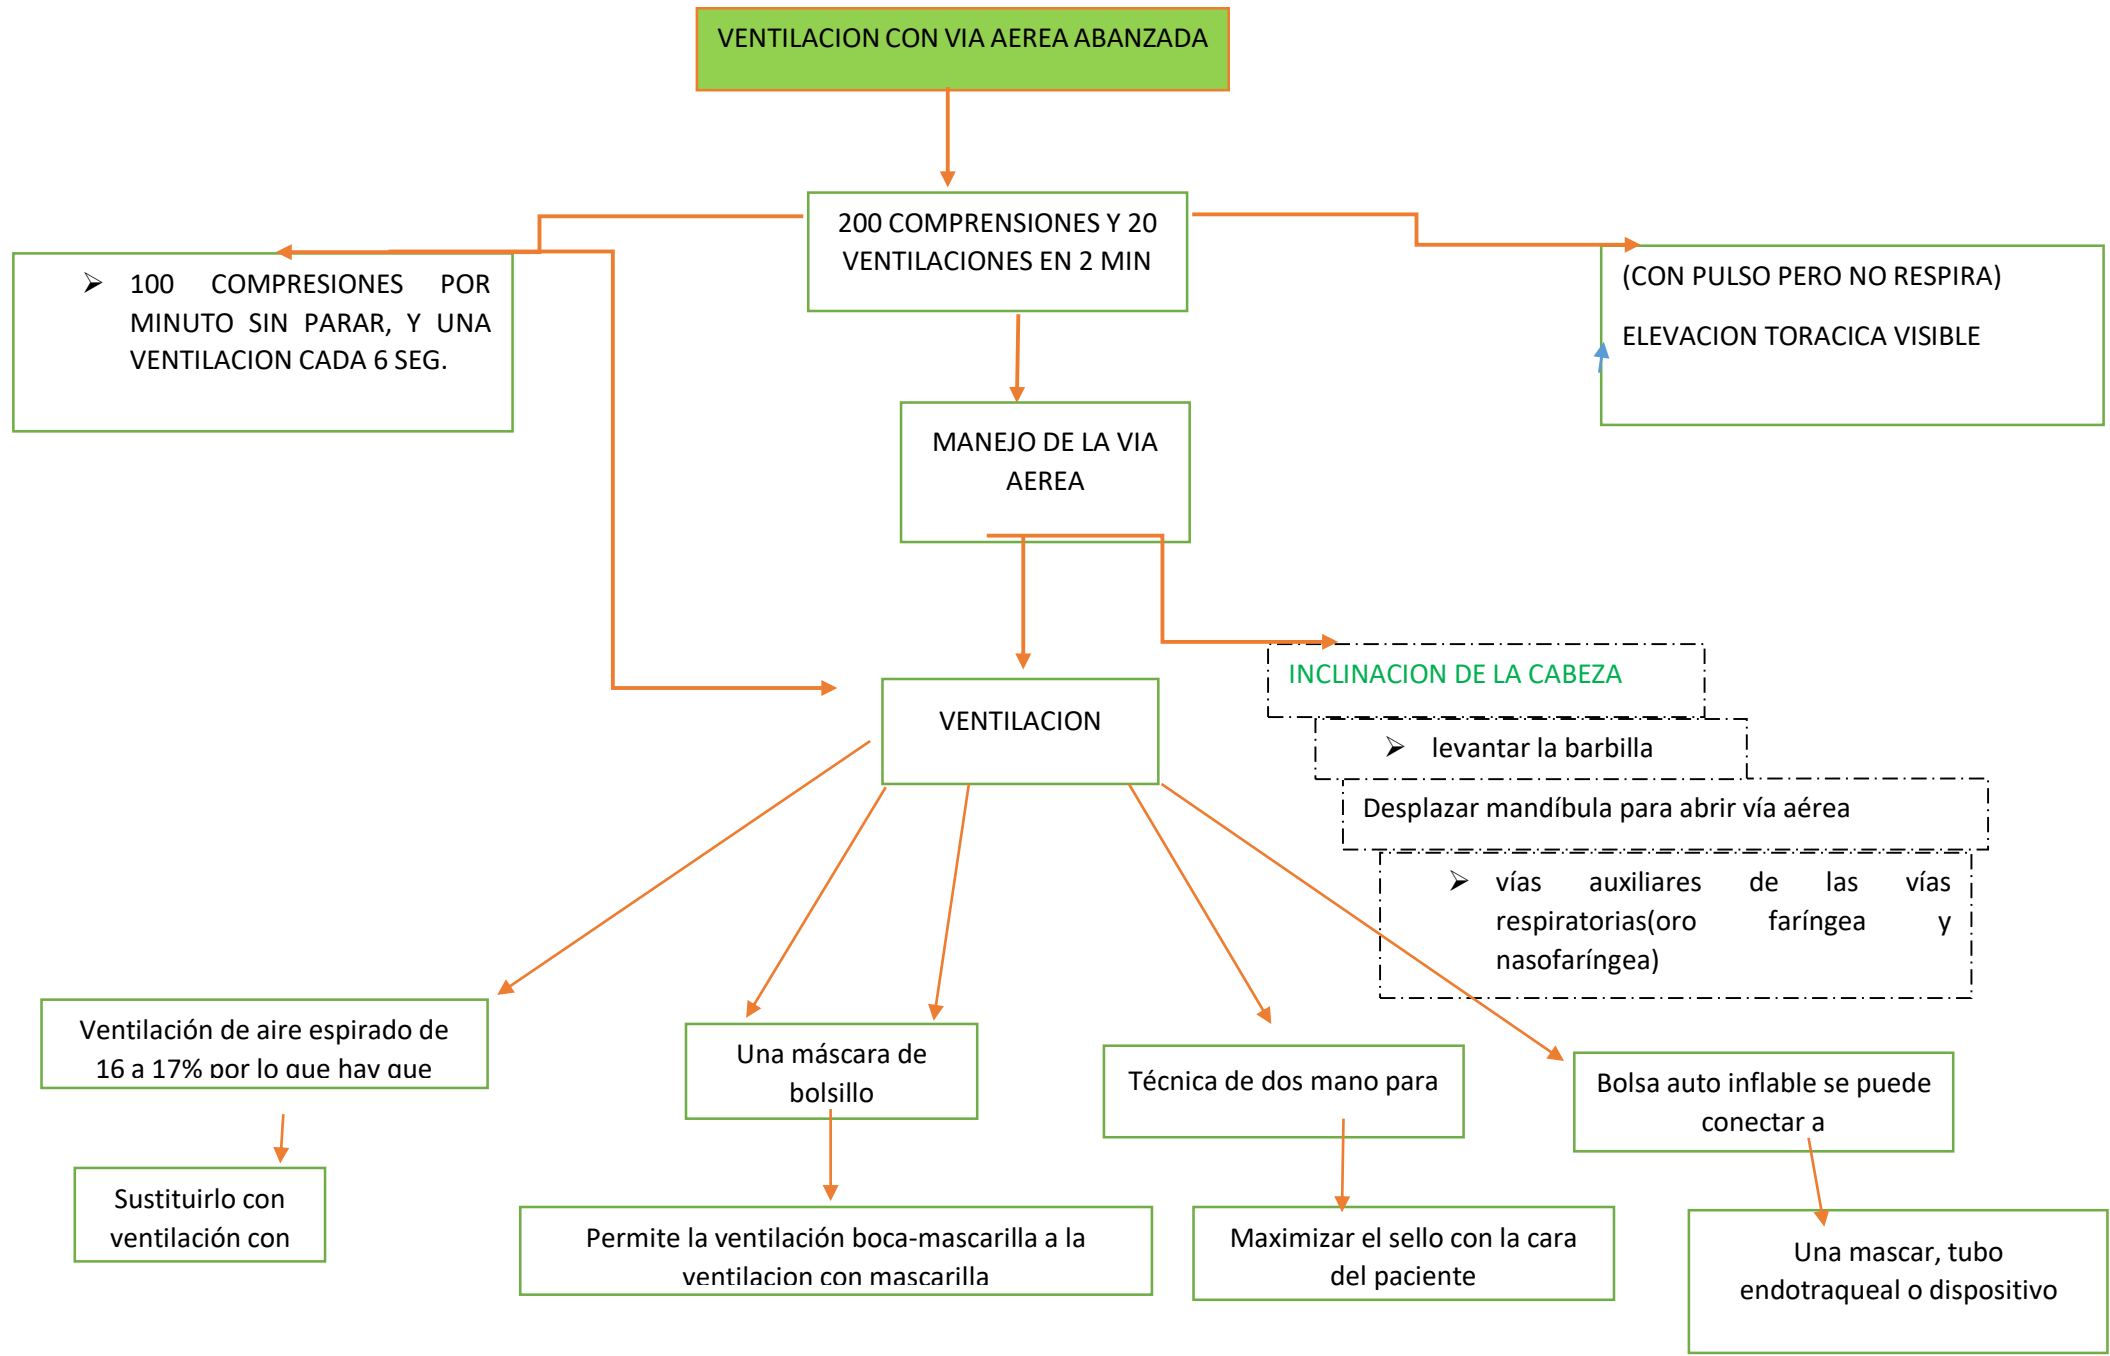 VENTILACION CON VIA AEREA ABANZADA
200 COMPRENSIONES Y 20
VENTILACIONES EN 2 MIN
➢ 100 COMPRESIONES POR
MINUTO SIN PARAR, Y UNA
VENTILACION CADA 6 SEG.
(CON PULSO PERO NO RESPIRA)
ELEVACION TORACICA VISIBLE
MANEJO DE LA VIA
AEREA
INCLINACION DE LA CABEZA
➢ levantar la barbilla
Desplazar mandíbula para abrir vía aérea
➢ vías auxiliares de las vías
respiratorias(oro faríngea y
nasofaríngea)
VENTILACION
Ventilación de aire espirado de
16 a 17% por lo que hay que
Una máscara de
bolsillo
Técnica de dos mano para
Bolsa auto inflable se puede
conectar a
Sustituirlo con
ventilación con
Permite la ventilación boca-mascarilla a la
ventilacion con mascarilla
Maximizar el sello con la cara
del paciente
Una mascar, tubo
endotraqueal o dispositivo